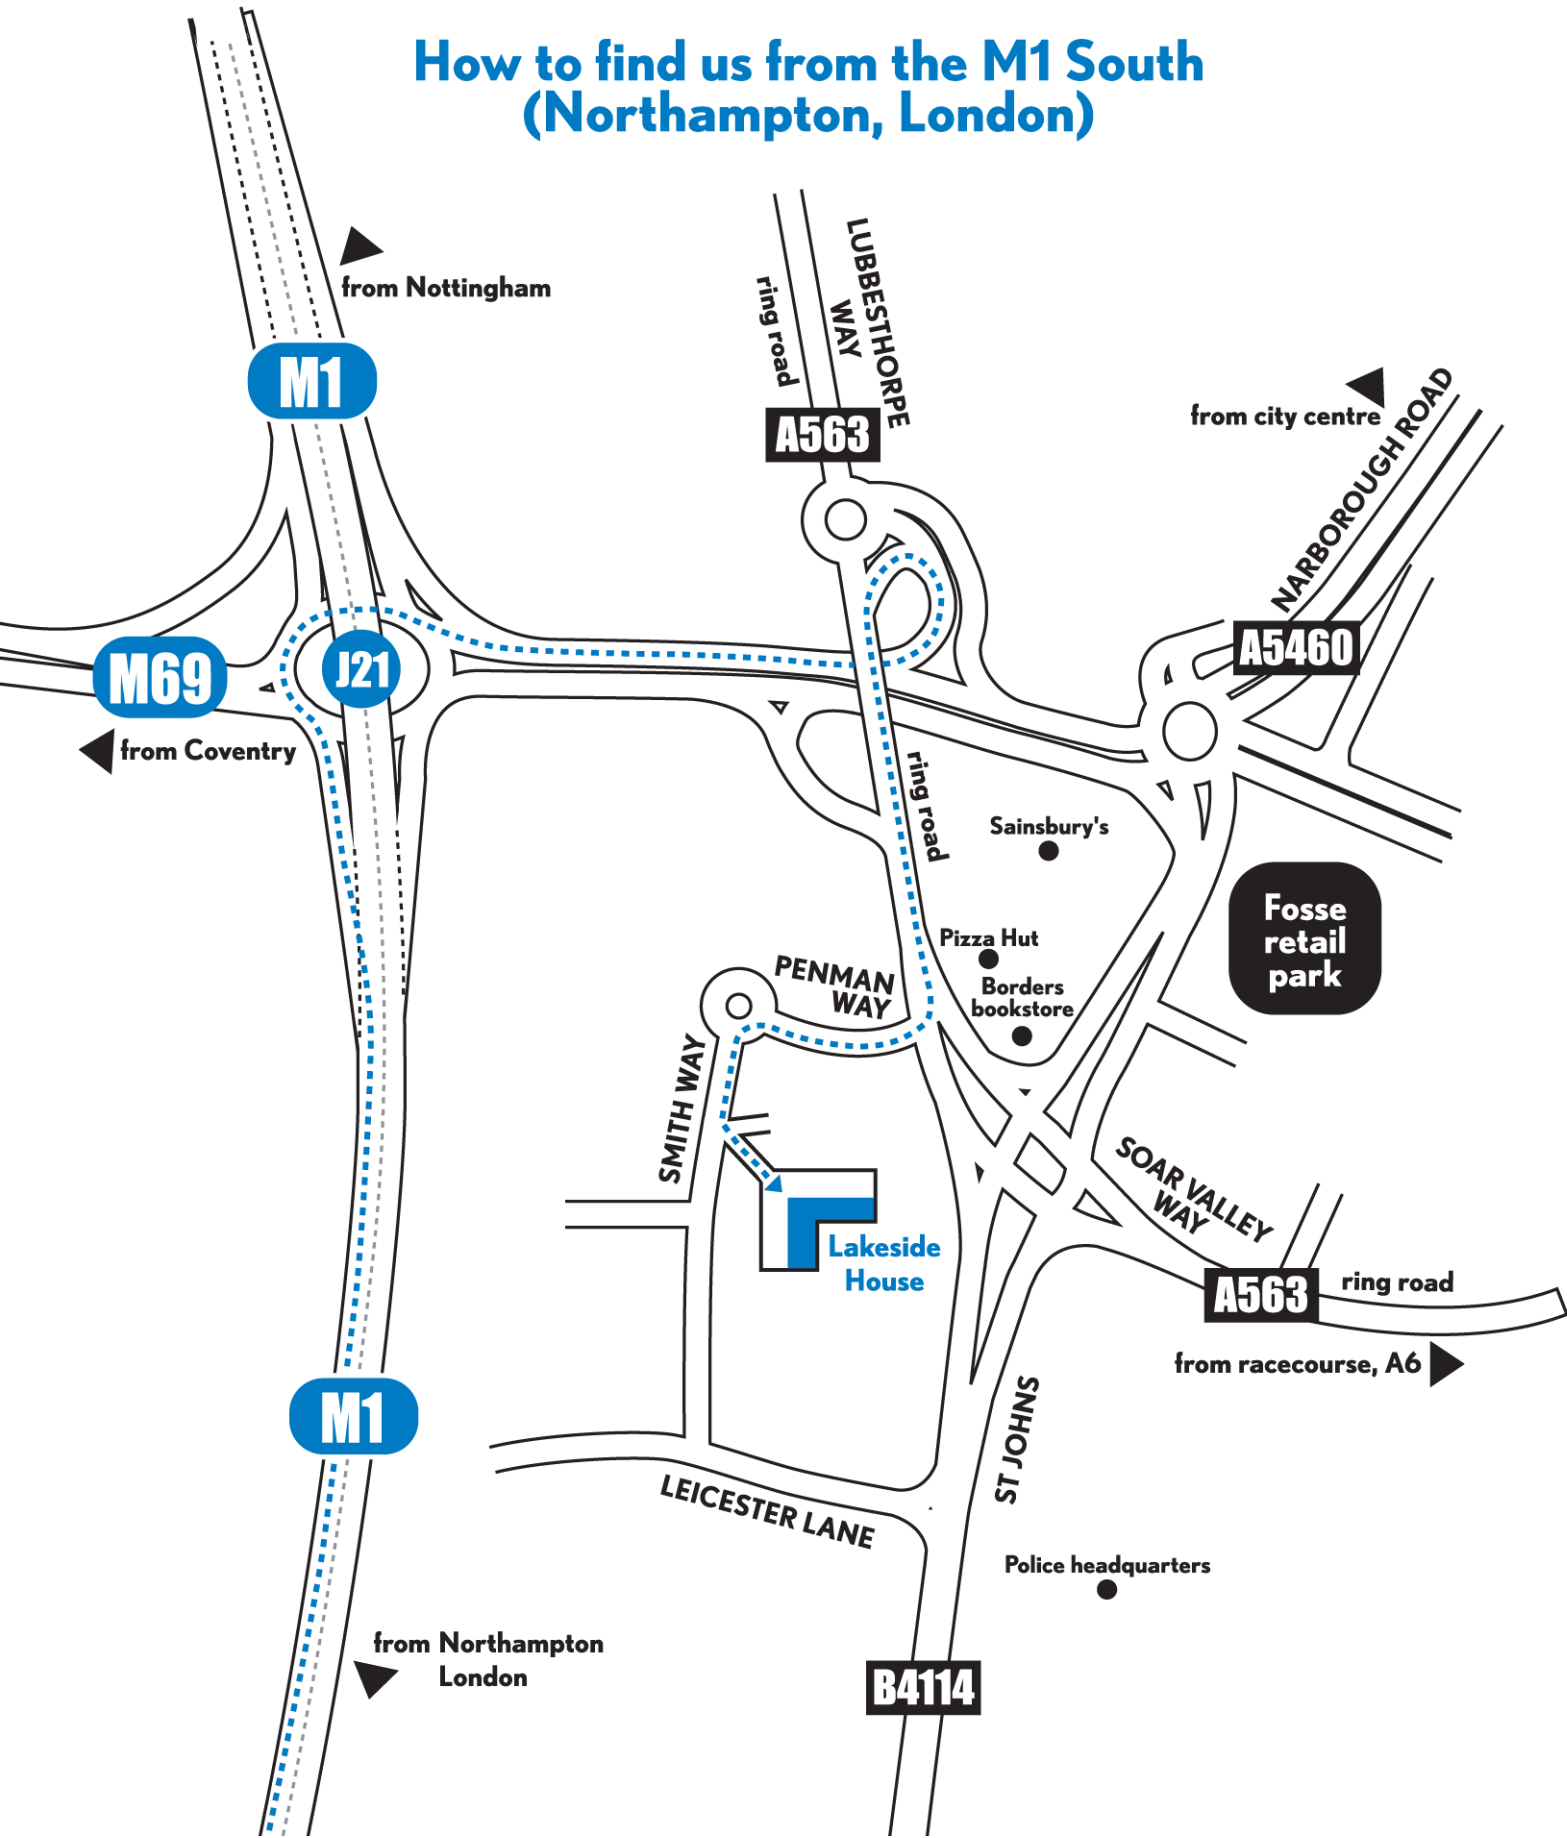 How to find us from the M1 South
(Northampton, London)
from Nottingham
M1
ring road
LUBBESTHORPE
WAY
A563
from city centre
NARBOROUGH ROAD
A5460
M69
J21
from Coventry
ring road
Sainsbury's
Fosse
retail
park
Pizza Hut
Borders
bookstore
PENMAN
WAY
SMITH WAY
SOAR VALLEY
WAY
Lakeside
House
A563
ring road
from racecourse, A6
M1
ST JOHNS
LEICESTER LANE
Police headquarters
from Northampton
London
B4114